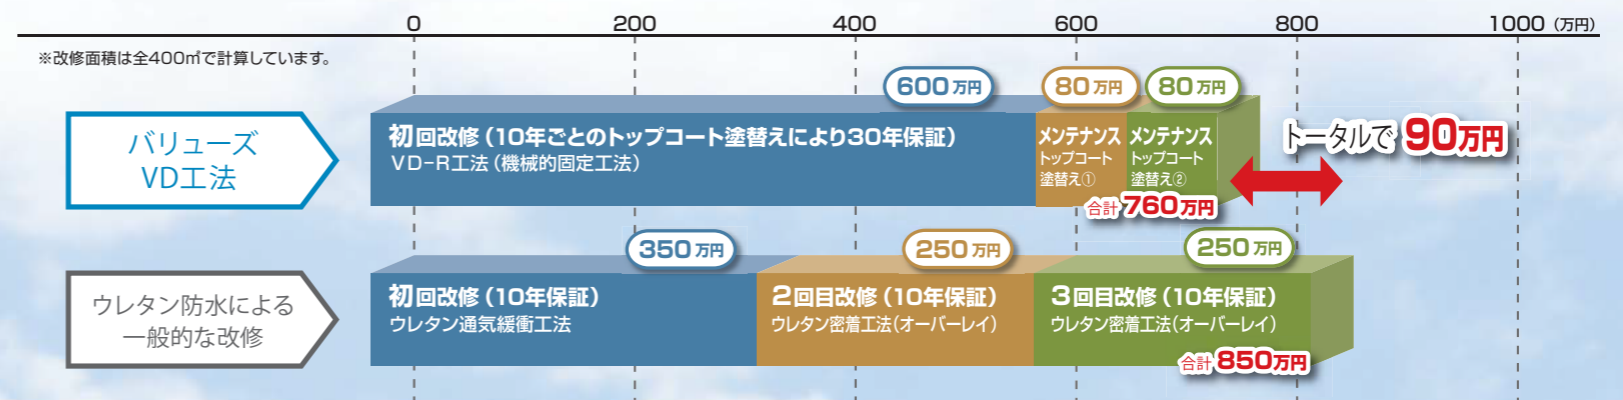 0 200 400 600 800 1000（万円）
※改修面積は全400㎡で計算しています。
バリューズ
VD工法
600万円
80万円
80万円
初回改修（10年ごとのトップコート塗替えにより30年保証）
VD-R工法（機械的固定工法）
メンテナンス
トップコート
塗替え①
メンテナンス
トップコート
塗替え②
合計 760万円
トータルで 90万円
ウレタン防水による
一般的な改修
350万円
250万円
250万円
初回改修（10年保証）
ウレタン通気緩衝工法
2回目改修（10年保証）
ウレタン密着工法（オーバーレイ）
3回目改修（10年保証）
ウレタン密着工法（オーバーレイ）
合計 850万円